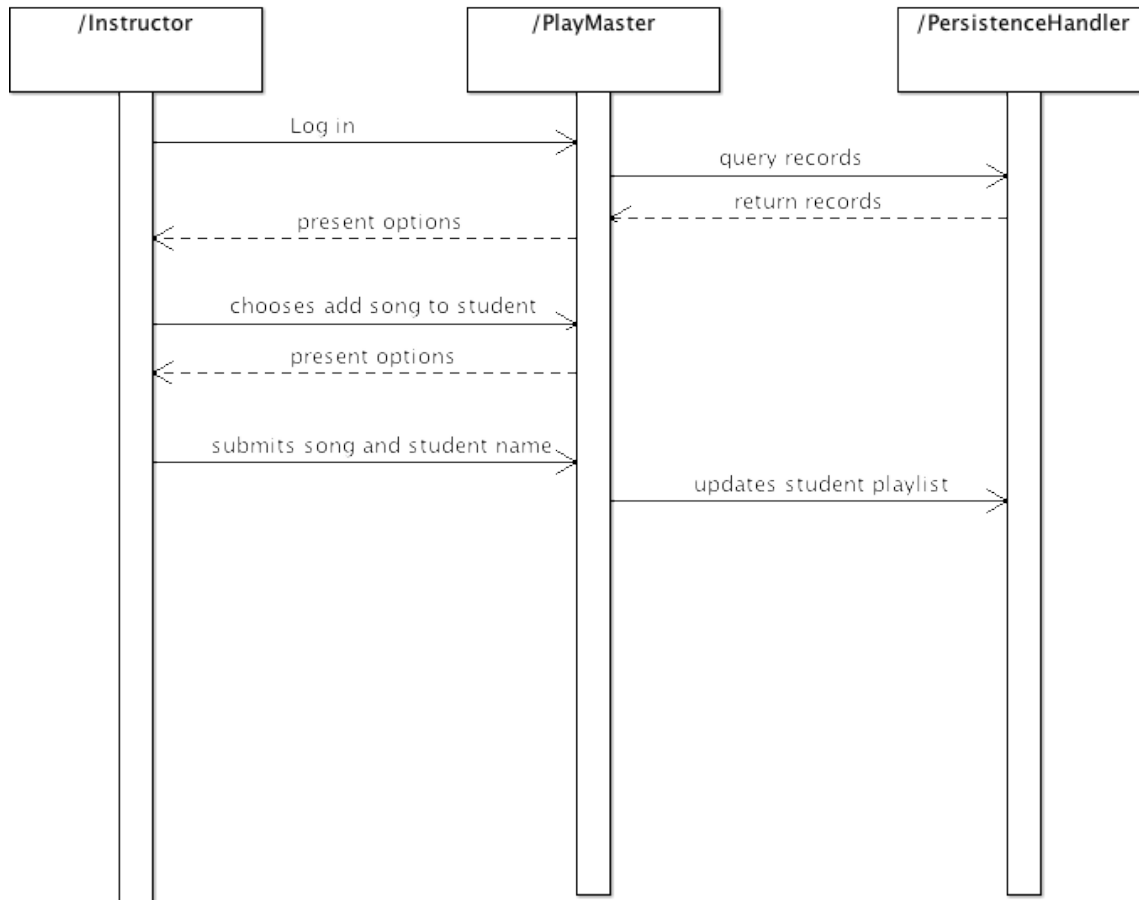 /Instructor
/PlayMaster
/PersistenceHandler
Log in
query records
return records
present options
chooses add song to student
present options
submits song and student name
updates student playlist